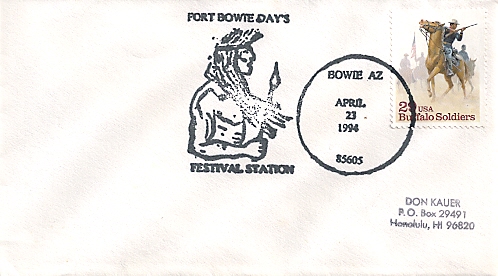 FORT BOWIE DAY'S
FESTIVAL STATION
BOWIE AZ
APRIL
23
1994
85605
29 USA
Buffalo Soldiers
DON KAUER
P.O. Box 29491
Honolulu, HI 96820